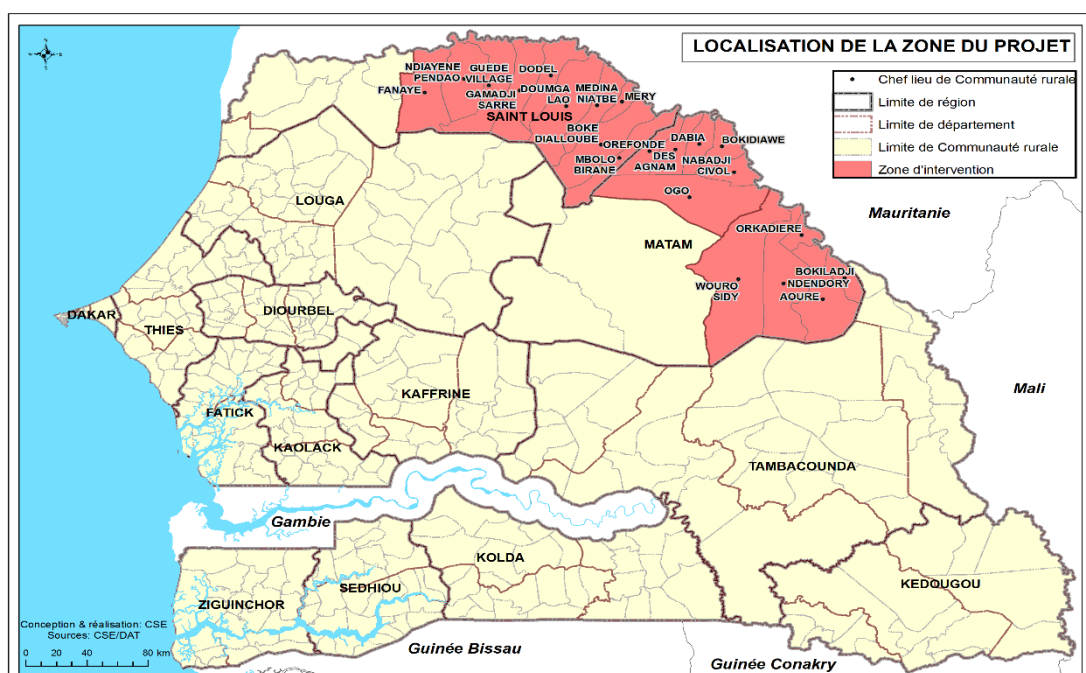 LOCALISATION DE LA ZONE DU PROJET
Chef lieu de Communauté rurale
Limite de région
Limite de département
Limite de Communauté rurale
Zone d'intervention
NDIAYENE
PENDAO
GUEDE
VILLAGE
DODEL
FANAYE
GAMADJI
SARRE
DOUMGA
LAO
MEDINA
NIATBE
MERY
SAINT LOUIS
BOKE
DIALLOUBE
OREFONDE
DABIA
BOKIDIAWE
MBOLO
BIRANE
DES
AGNAM
NABADJI
CIVOL
OGO
LOUGA
Mauritanie
MATAM
ORKADIERE
WOURO
SIDY
BOKILADJI
NDENDORY
AOURE
DAKAR
THIES
DIOURBEL
Mali
KAFFRINE
FATICK
KAOLACK
TAMBACOUNDA
Gambie
KOLDA
SEDHIOU
KEDOUGOU
ZIGUINCHOR
Conception & réalisation: CSE
Sources: CSE/DAT
0 20 40 80 km
Guinée Bissau
Guinée Conakry